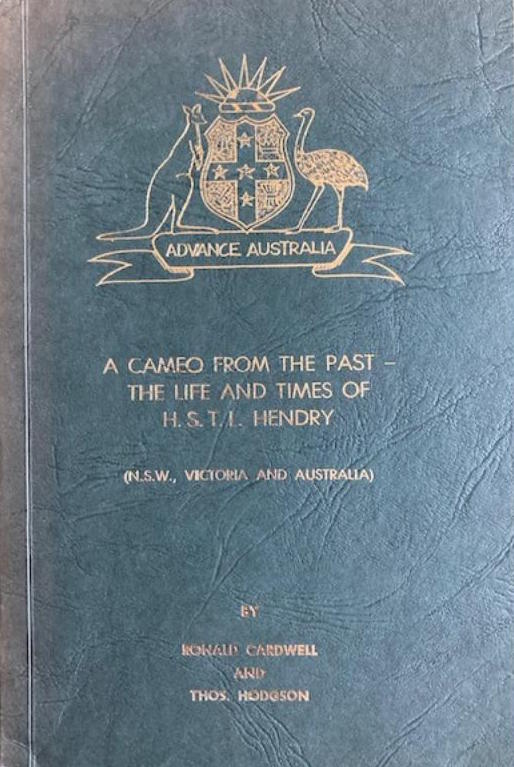 ADVANCE AUSTRALIA
A CAMEO FROM THE PAST –
THE LIFE AND TIMES OF
H. S. T. L. HENDRY
(N.S.W., VICTORIA AND AUSTRALIA)
BY
RONALD CARDWELL
AND
THOS. HODGSON